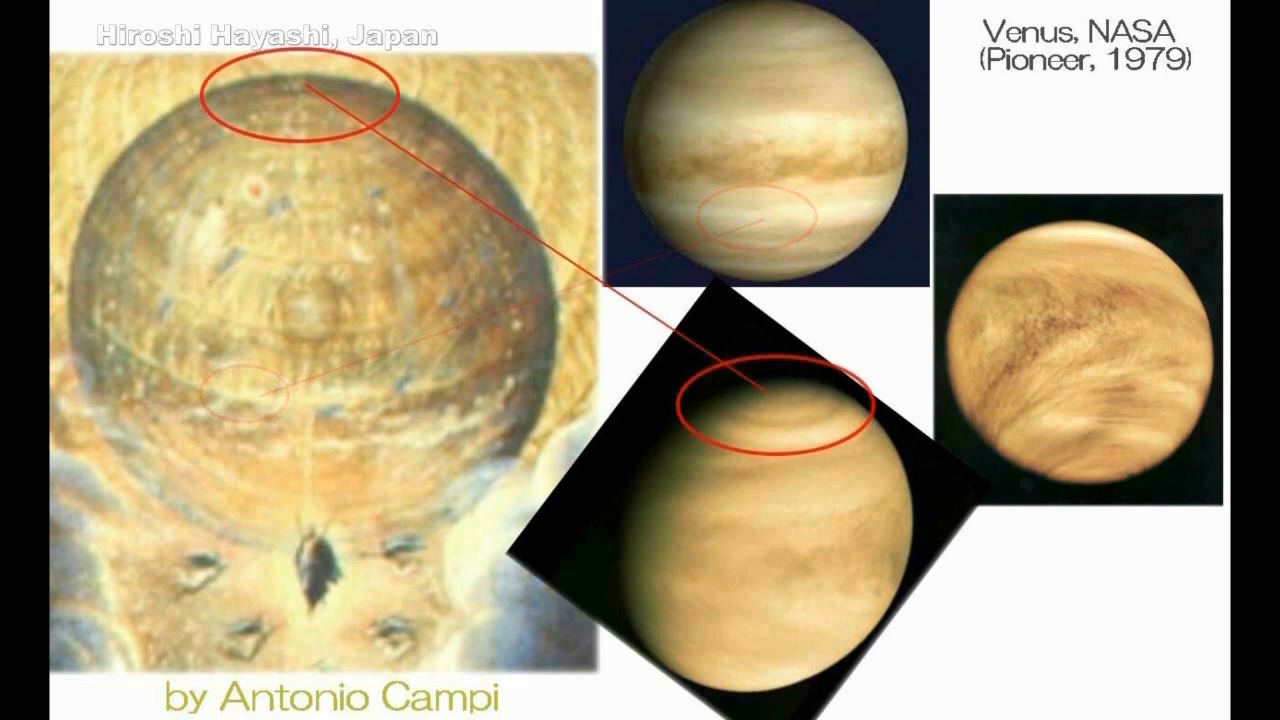 Hiroshi Hayashi, Japan
Venus, NASA
(Pioneer, 1979)
by Antonio Campi